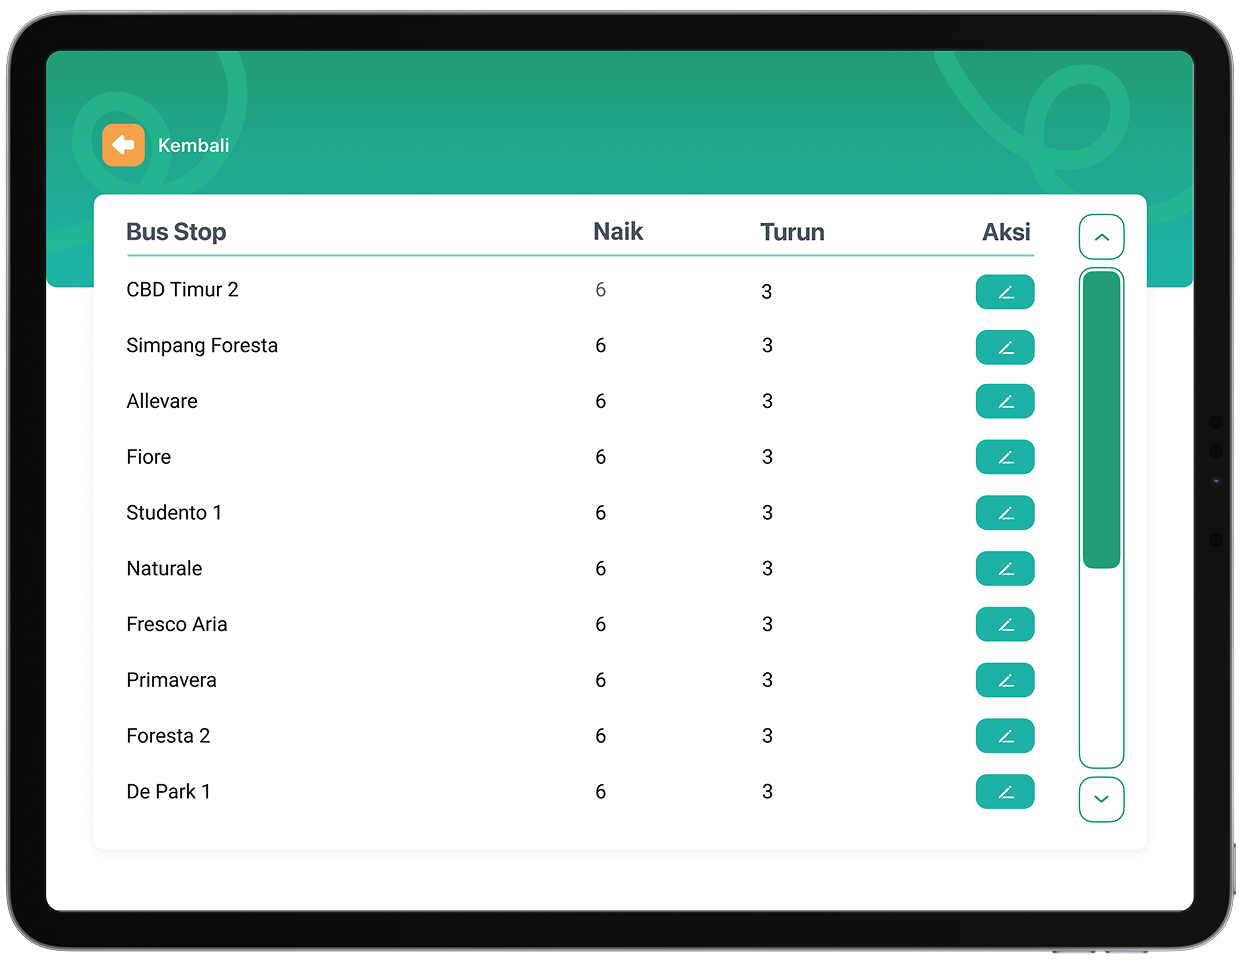 Kembali
Bus Stop Naik Turun Aksi
CBD Timur 2 6 3
Simpang Foresta 6 3
Allevare 6 3
Fiore 6 3
Studento 1 6 3
Naturale 6 3
Fresco Aria 6 3
Primavera 6 3
Foresta 2 6 3
De Park 1 6 3